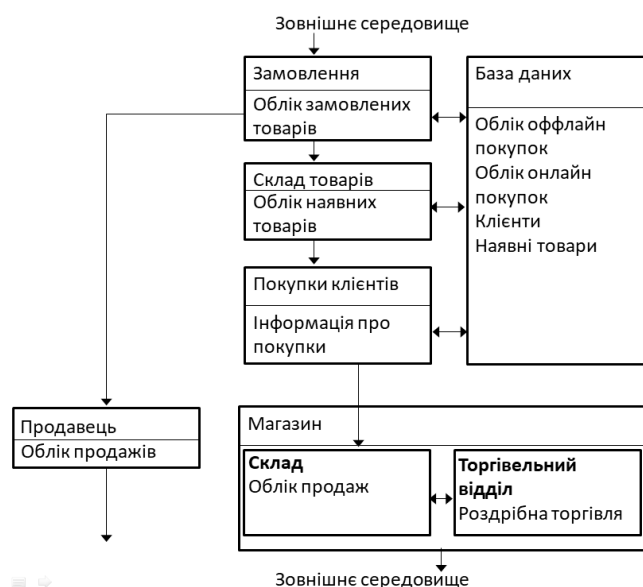 Зовнішнє середовище
Замовлення
Облік замовлених
товарів
База даних
Облік оффлайн
покупок
Облік онлайн
покупок
Клієнти
Наявні товари
Склад товарів
Облік наявних
товарів
Покупки клієнтів
Інформація про
покупки
Продавець
Облік продажів
Магазин
Склад
Облік продаж
Торгівельний
відділ
Роздрібна торгівля
Зовнішнє середовище